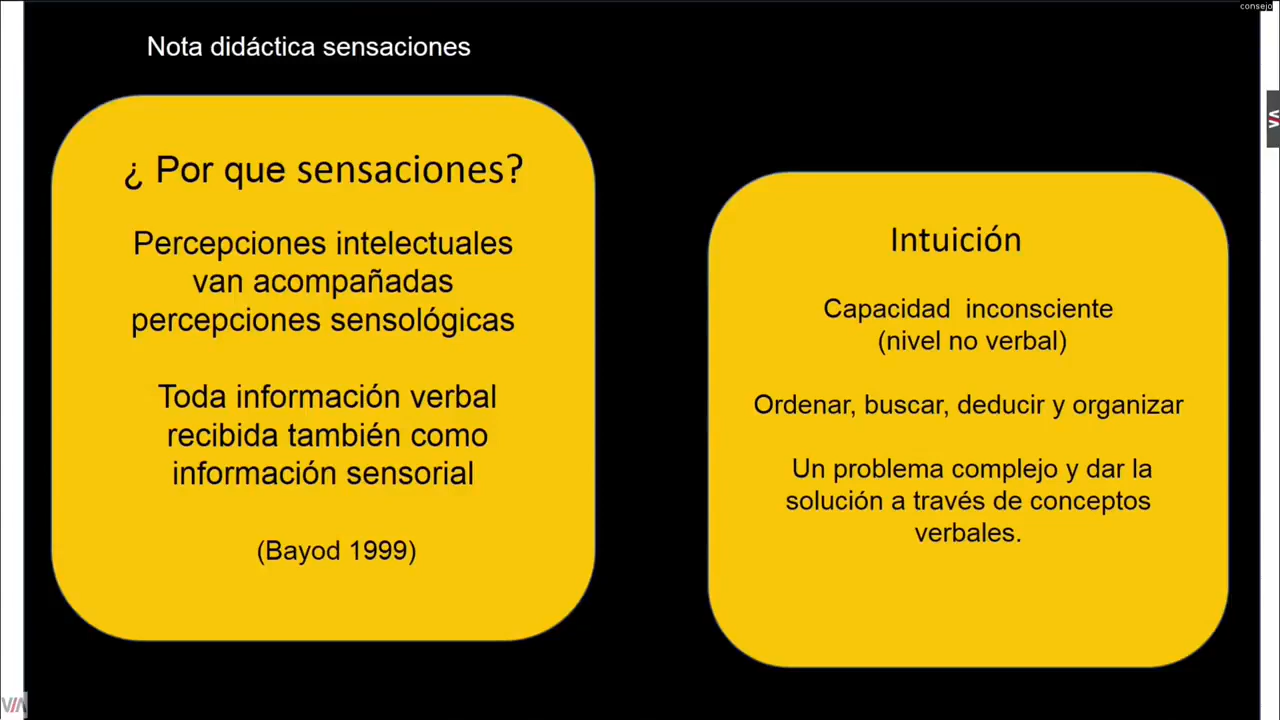 consejo
Nota didáctica sensaciones
¿ Por que sensaciones?
Percepciones intelectuales
van acompañadas
percepciones sensológicas
Toda información verbal
recibida también como
información sensorial
(Bayod 1999)
Intuición
Capacidad  inconsciente
(nivel no verbal)
Ordenar, buscar, deducir y organizar
Un problema complejo y dar la
solución a través de conceptos
verbales.